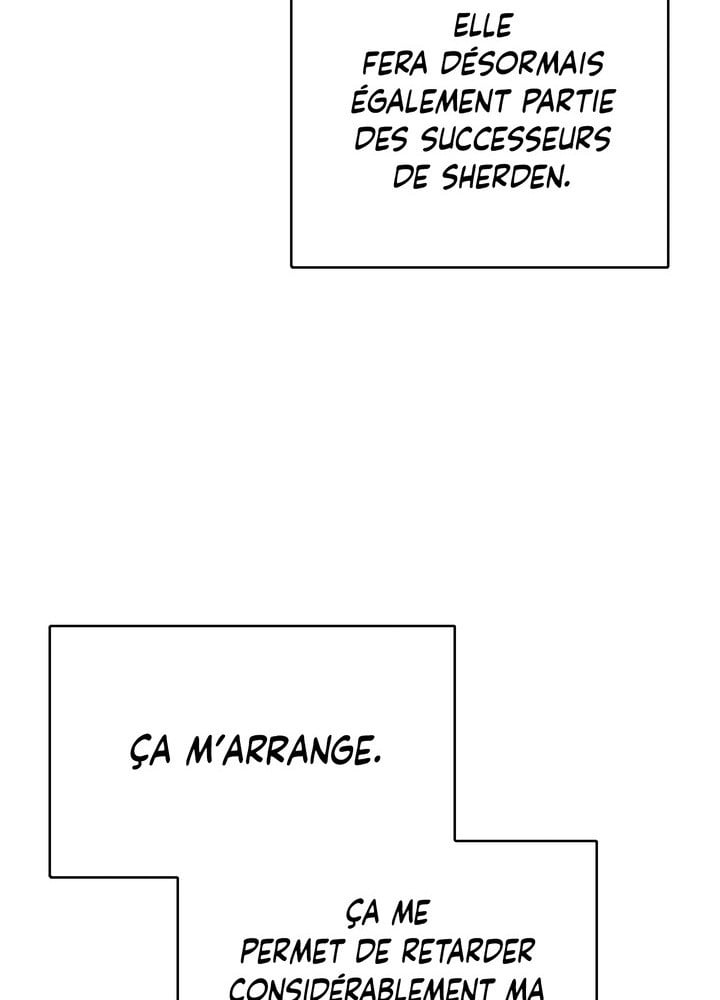 ELLE
FERA DÉSORMAIS
ÉGALEMENT PARTIE
DES SUCCESSEURS
DE SHERDEN.
ÇA M'ARRANGE.
ÇA ME
PERMET DE RETARDER
CONSIDÉRABLEMENT MA